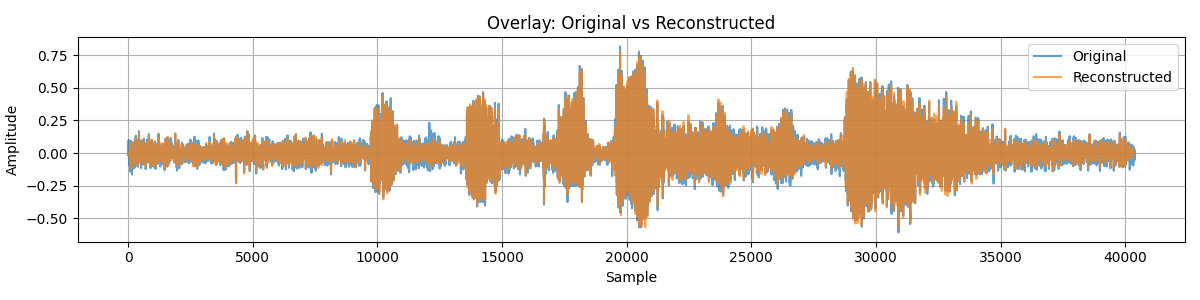 Overlay: Original vs Reconstructed
Original
Reconstructed
Amplitude
0.75
0.50
0.25
0.00
−0.25
−0.50
0 5000 10000 15000 20000 25000 30000 35000 40000
Sample